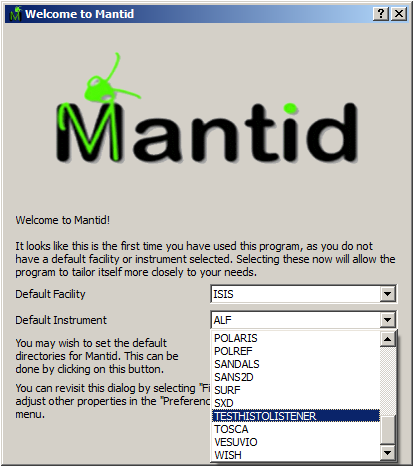 Welcome to Mantid
Mantid
Welcome to Mantid!
It looks like this is the first time you have used this program, as you do not
have a default facility or instrument selected. Selecting these now will allow the
program to tailor itself more closely to your needs.
Default Facility
ISIS
Default Instrument
ALF
POLARIS
POLREF
SANDALS
SANS2D
SURF
SXD
TESTHISTOLISTENER
TOSCA
VESUVIO
WISH
You may wish to set the default
directories for Mantid. This can be
done by clicking on this button.
You can revisit this dialog by selecting "Fi
adjust other properties in the "Preferenc
menu.